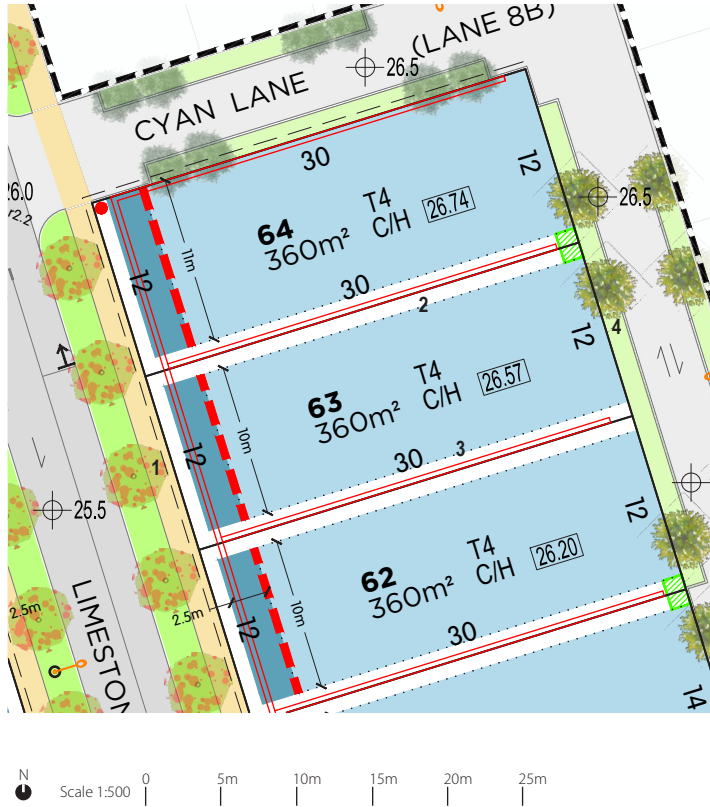 (LANE 8B)
26.5
CYAN LANE
30
12
26.0
r2.2
64
360m²
T4
C/H
26.74
26.5
11m
12
30
2
12
4
63
360m²
T4
C/H
26.57
10m
12
1
30
3
12
25.5
62
360m²
T4
C/H
26.20
10m
2.5m
12
30
2.5m
LIMESTON
14
N
Scale 1:500
0
5m
10m
15m
20m
25m